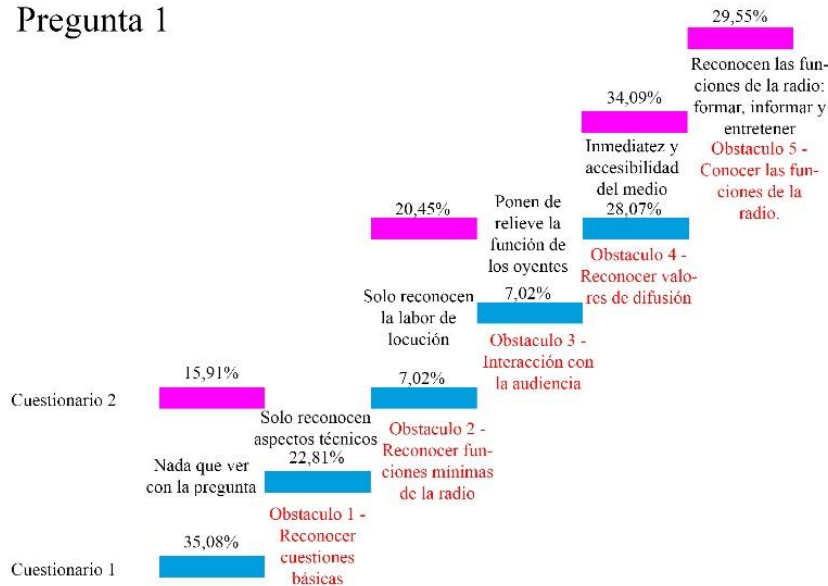 Pregunta 1
29,55%
Reconocen las fun-
ciones de la radio:
formar, informar y
entretener
Obstaculo 5 -
Conocer las fun-
ciones de la
radio.
34,09%
Inmediatez y
accesibilidad
del medio
28,07%
Obstaculo 4 -
Reconocer valo-
res de difusión
20,45%
Ponen de
relieve la
función de
los oyentes
7,02%
Obstaculo 3 -
Interacción con
la audiencia
Solo reconocen
la labor de
locución
7,02%
Obstaculo 2 -
Reconocer fun-
ciones minimas
de la radio
Cuestionario 2
15,91%
Solo reconocen
aspectos técnicos
22,81%
Obstaculo 1 -
Reconocer
cuestiones
básicas
Nada que ver
con la pregunta
35,08%
Cuestionario 1